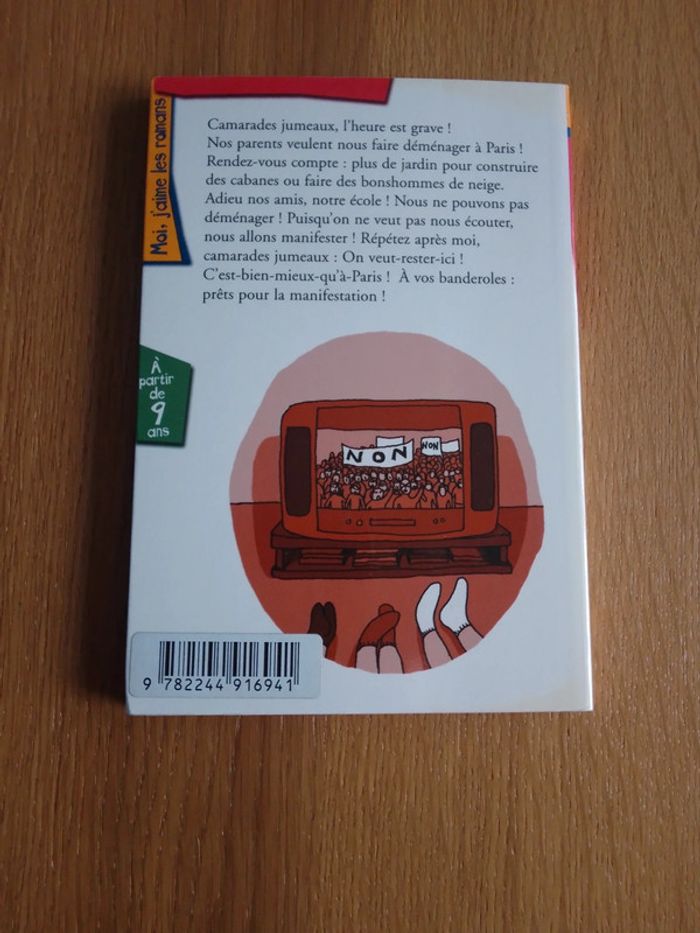 Moi, j'aime les romans
Camarades jumeaux, l'heure est grave !
Nos parents veulent nous faire déménager à Paris !
Rendez-vous compte : plus de jardin pour construire
des cabanes ou faire des bonshommes de neige.
Adieu nos amis, notre école ! Nous ne pouvons pas
déménager ! Puisqu'on ne veut pas nous écouter,
nous allons manifester ! Répétez après moi,
camarades jumeaux : On veut-rester-ici !
C'est-bien-mieux-qu'à-Paris ! À vos banderoles :
prêts pour la manifestation !
À
partir
de
9
ans
NON
NON
9 782244 916941